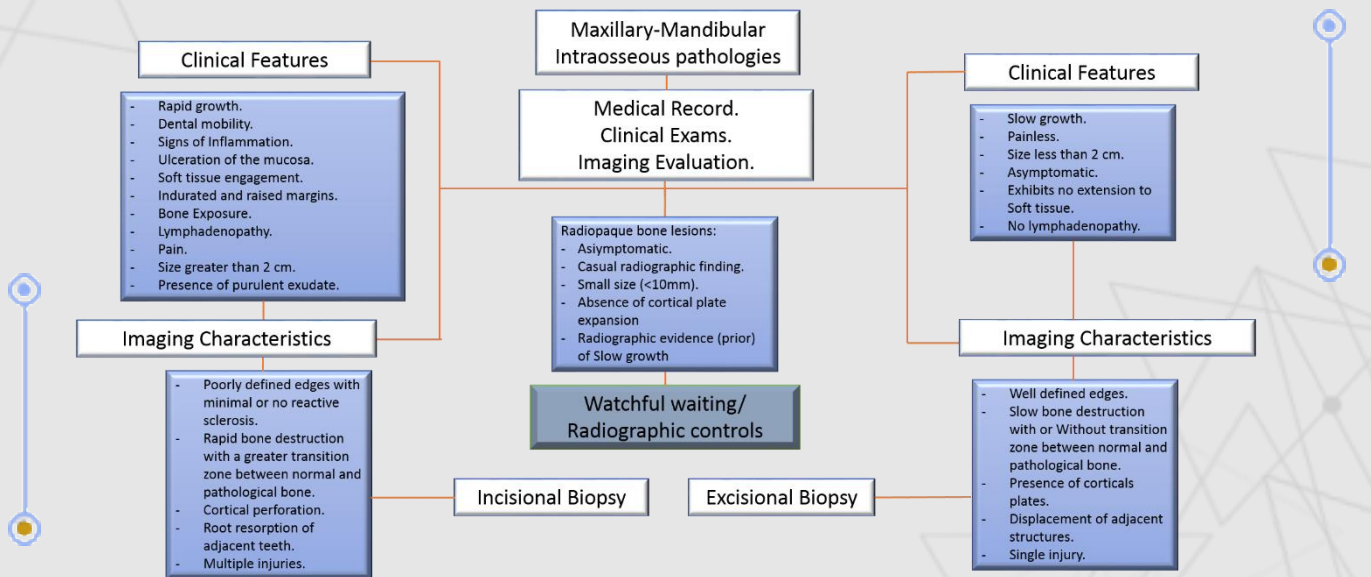 Maxillary-Mandibular
Intraosseous pathologies
Medical Record.
Clinical Exams.
Imaging Evaluation.
Clinical Features
- Rapid growth.
- Dental mobility.
- Signs of Inflammation.
- Ulceration of the mucosa.
- Soft tissue engagement.
- Indurated and raised margins.
- Bone Exposure.
- Lymphadenopathy.
- Pain.
- Size greater than 2 cm.
- Presence of purulent exudate.
Imaging Characteristics
- Poorly defined edges with
minimal or no reactive
sclerosis.
- Rapid bone destruction
with a greater transition
zone between normal and
pathological bone.
- Cortical perforation.
- Root resorption of
adjacent teeth.
- Multiple injuries.
Incisional Biopsy
Radiopaque bone lesions:
- Asiymptomatic.
- Casual radiographic finding.
- Small size (<10mm).
- Absence of cortical plate
expansion
- Radiographic evidence (prior)
of Slow growth
Watchful waiting/
Radiographic controls
Clinical Features
- Slow growth.
- Painless.
- Size less than 2 cm.
- Asymptomatic.
- Exhibits no extension to
Soft tissue.
- No lymphadenopathy.
Imaging Characteristics
- Well defined edges.
- Slow bone destruction
with or Without transition
zone between normal and
pathological bone.
- Presence of corticals
plates.
- Displacement of adjacent
structures.
- Single injury.
Excisional Biopsy